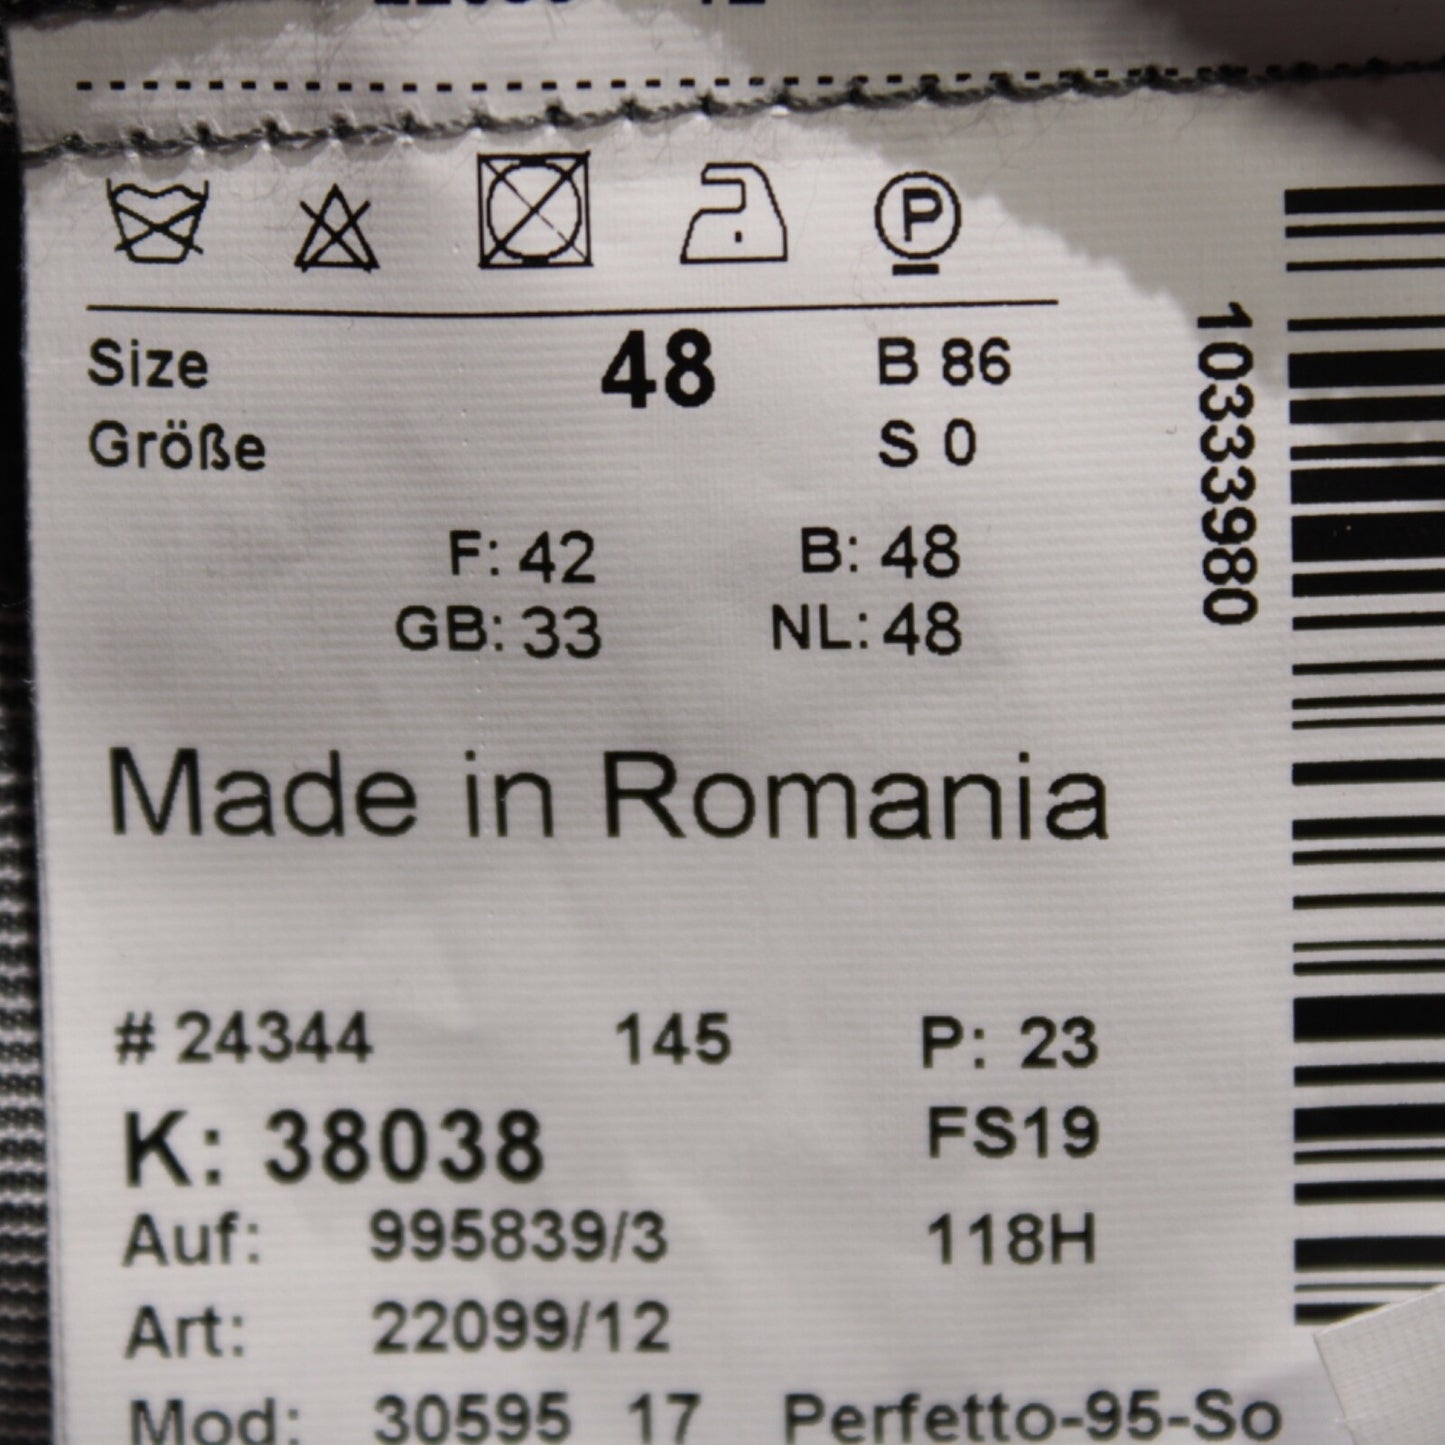 P
Size 48 B 86
Größe S 0
F: 42 B: 48
GB: 33 NL: 48
Made in Romania
# 24344 145 P: 23
K: 38038 FS19
Auf: 995839/3 118H
Art: 22099/12
Mod: 30595 17 Perfetto-95-So
10333980